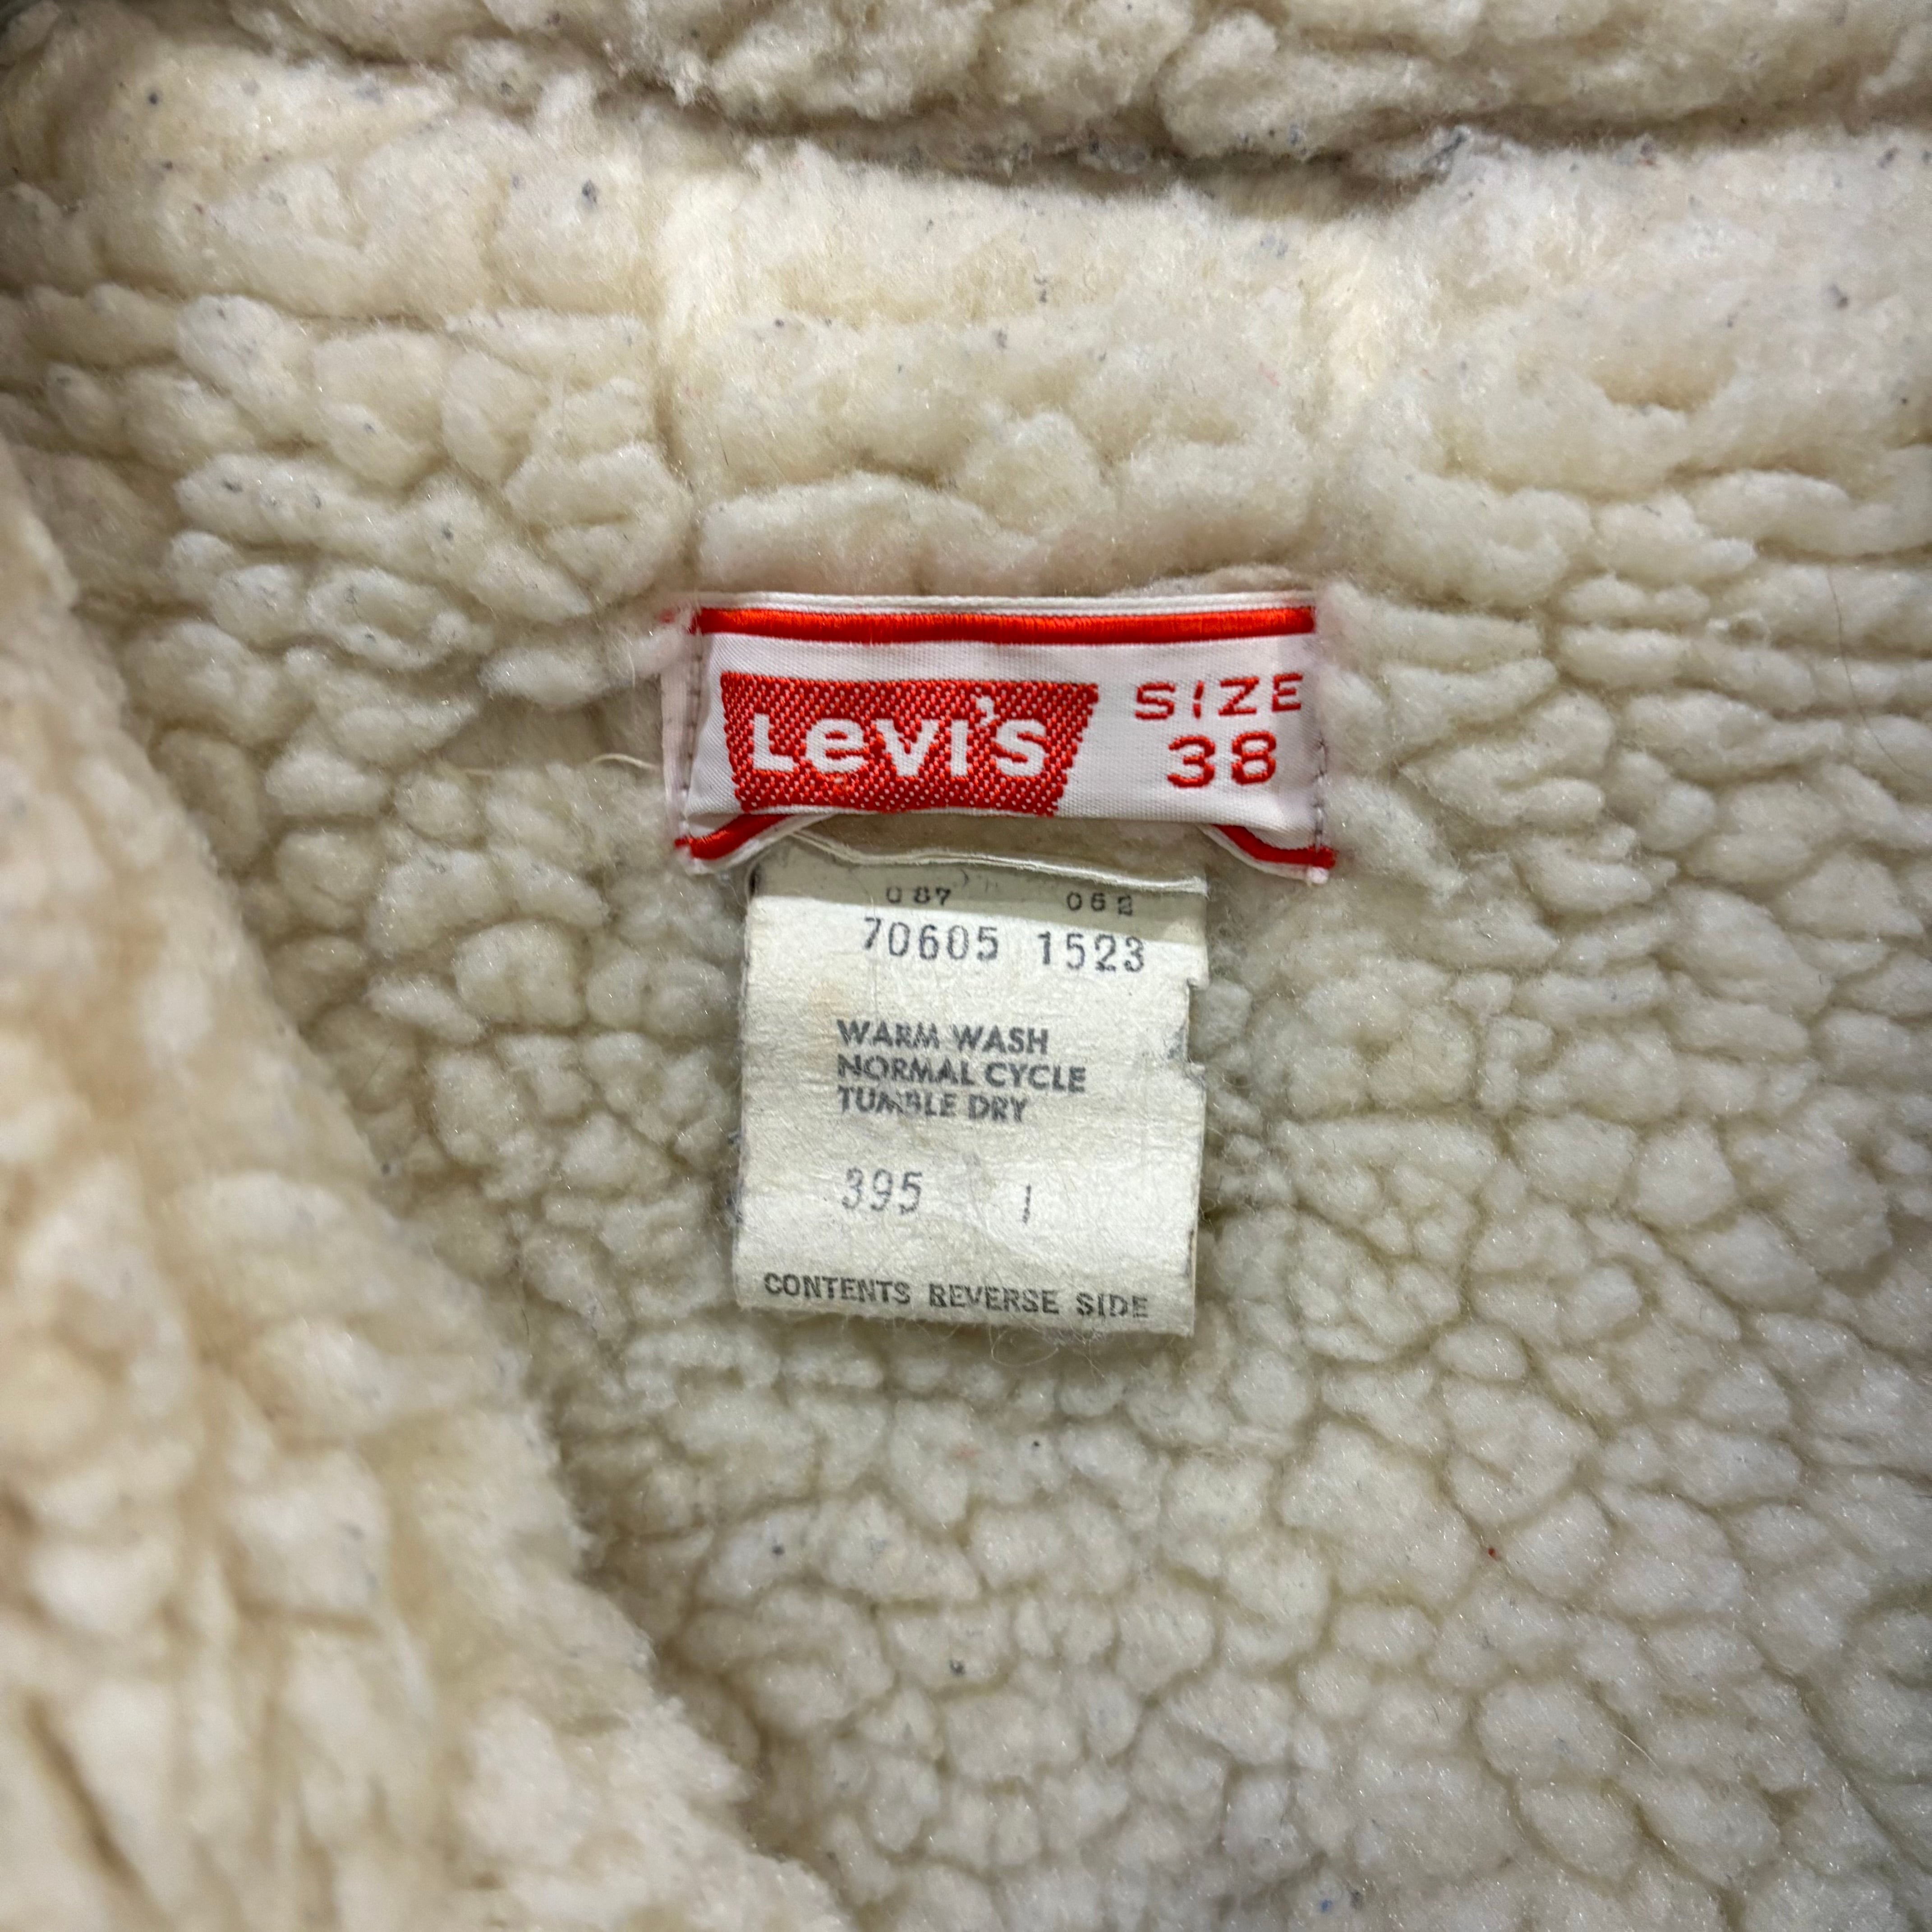 Levi's SIZE
38
087 062
70605 1523
WARM WASH
NORMAL CYCLE
TUMBLE DRY
395 1
CONTENTS REVERSE SIDE